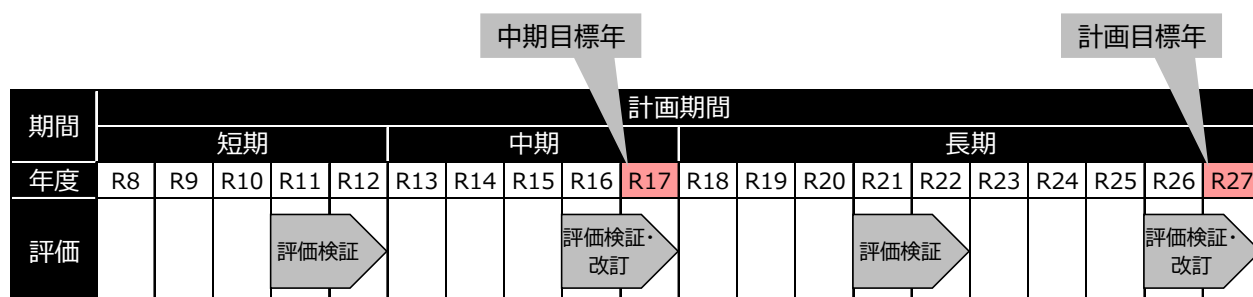 中期目標年
計画目標年
期間
計画期間
短期
中期
長期
年度
R8
R9
R10
R11
R12
R13
R14
R15
R16
R17
R18
R19
R20
R21
R22
R23
R24
R25
R26
R27
評価
評価検証
評価検証・
改訂
評価検証
評価検証・
改訂